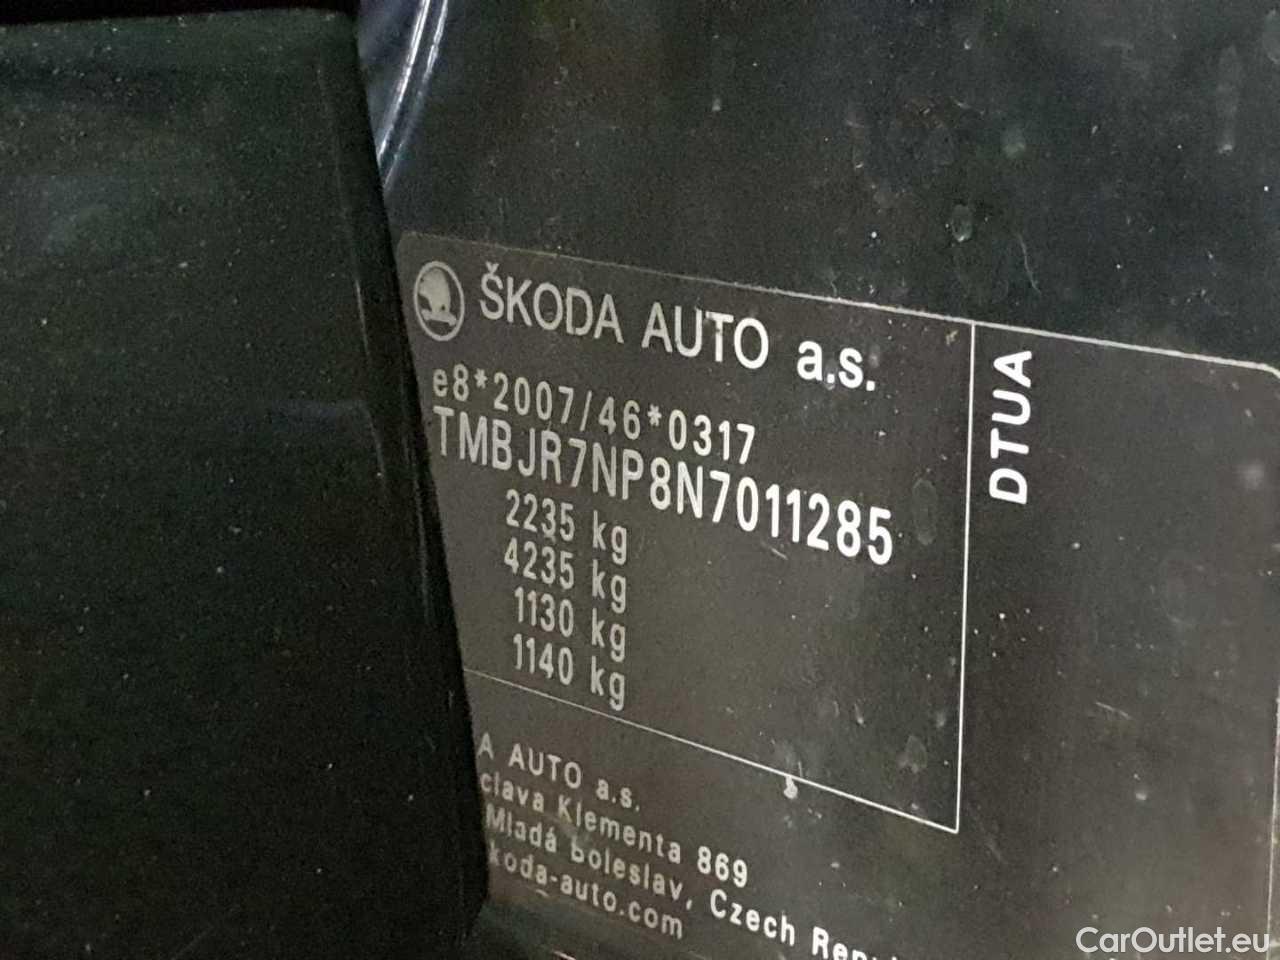 ŠKODA AUTO a.s.
e8*2007/46*0317
TMBJR7NP8N7011285
2235 kg
4235 kg
1130 kg
1140 kg
DTUA
A AUTO a.s.
clava Klementa 869
Mladá Boleslav, Czech
koda-auto.com
CarOutlet.eu